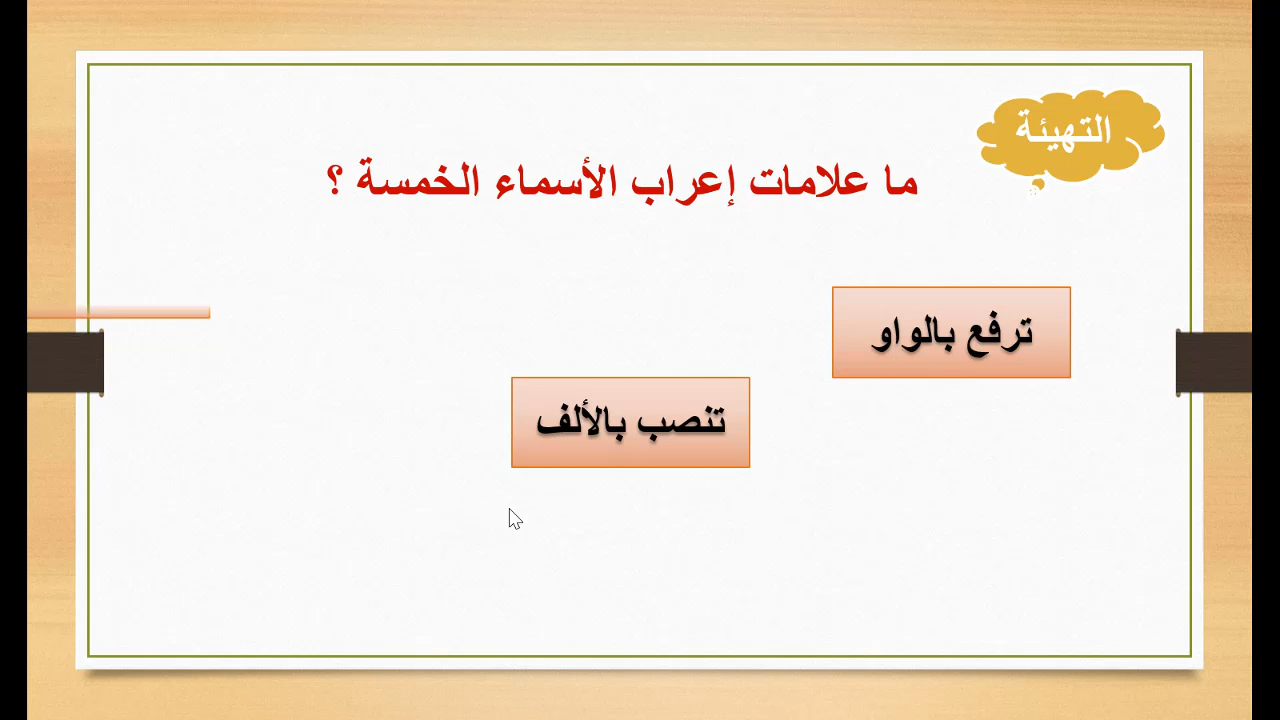 التهيئة
ما علامات إعراب الأسماء الخمسة ؟
ترفع بالواو
تنصب بالألف